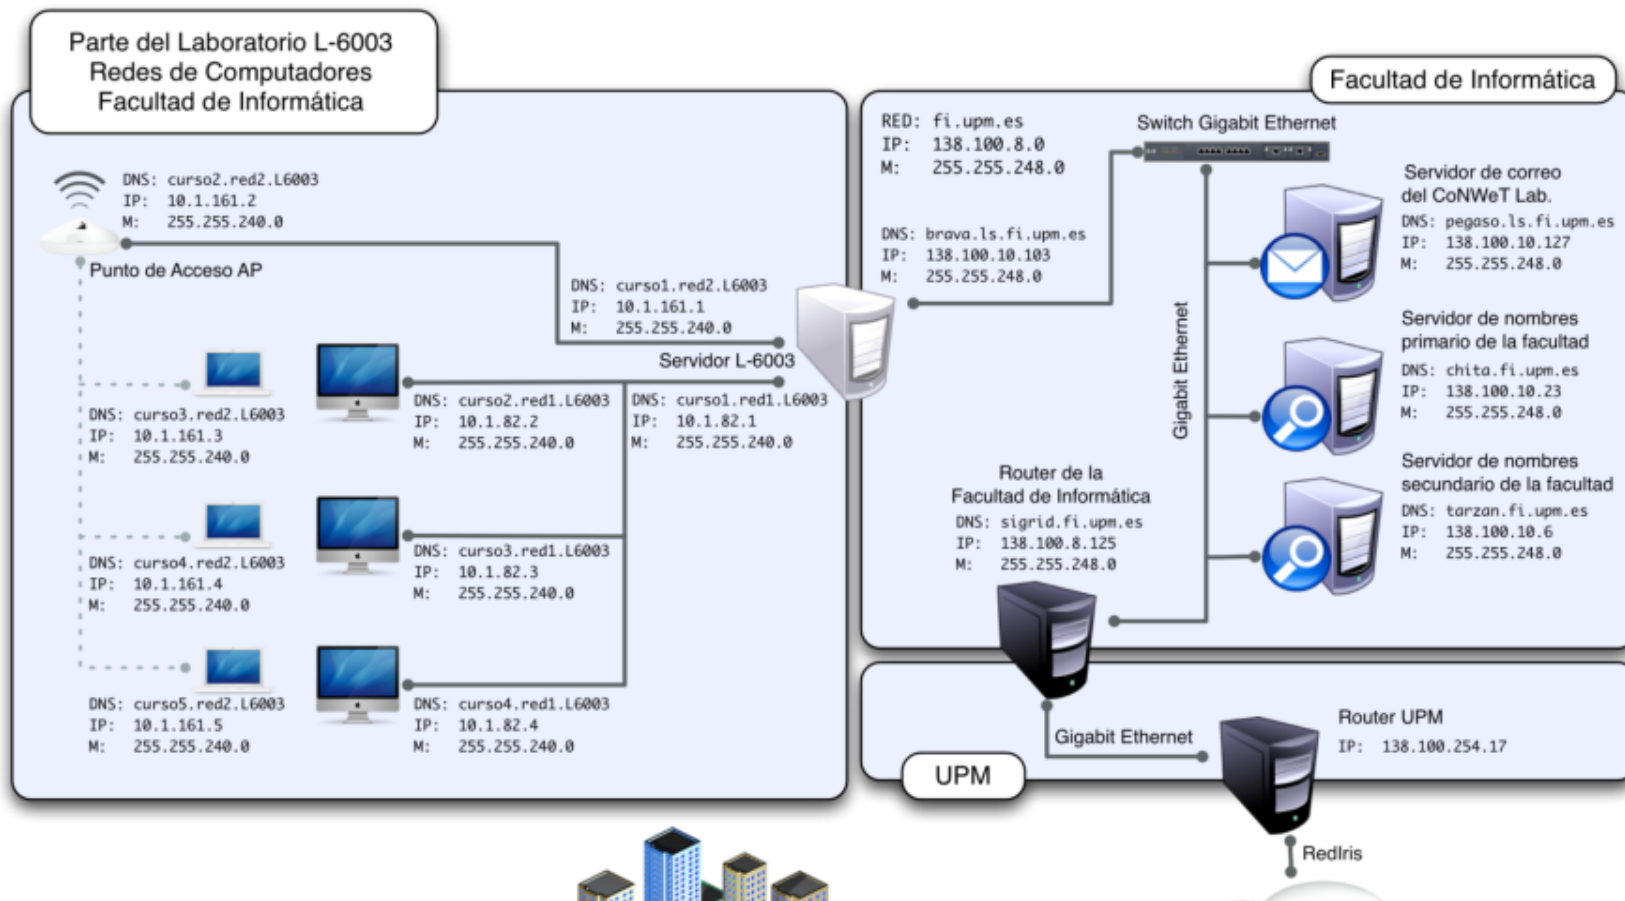 Parte del Laboratorio L-6003
Redes de Computadores
Facultad de Informática
DNS: curso2.red2.L6003
IP: 10.1.161.2
M: 255.255.240.0
Punto de Acceso AP
DNS: curso1.red2.L6003
IP: 10.1.161.1
M: 255.255.240.0
Servidor L-6003
DNS: curso3.red2.L6003
IP: 10.1.161.3
M: 255.255.240.0
DNS: curso2.red1.L6003
IP: 10.1.82.2
M: 255.255.240.0
DNS: curso1.red1.L6003
IP: 10.1.82.1
M: 255.255.240.0
DNS: curso4.red2.L6003
IP: 10.1.161.4
M: 255.255.240.0
DNS: curso3.red1.L6003
IP: 10.1.82.3
M: 255.255.240.0
DNS: curso5.red2.L6003
IP: 10.1.161.5
M: 255.255.240.0
DNS: curso4.red1.L6003
IP: 10.1.82.4
M: 255.255.240.0
Facultad de Informática
RED: fi.upm.es
IP: 138.100.8.0
M: 255.255.248.0
Switch Gigabit Ethernet
DNS: brava.ls.fi.upm.es
IP: 138.100.10.103
M: 255.255.248.0
Servidor de correo
del CoNWeT Lab.
DNS: pegaso.ls.fi.upm.es
IP: 138.100.10.127
M: 255.255.248.0
Gigabit Ethernet
Servidor de nombres
primario de la facultad
DNS: chita.fi.upm.es
IP: 138.100.10.23
M: 255.255.248.0
Servidor de nombres
secundario de la facultad
DNS: tarzan.fi.upm.es
IP: 138.100.10.6
M: 255.255.248.0
Router de la
Facultad de Informática
DNS: sigrid.fi.upm.es
IP: 138.100.8.125
M: 255.255.248.0
Gigabit Ethernet
Router UPM
IP: 138.100.254.17
UPM
RedIris